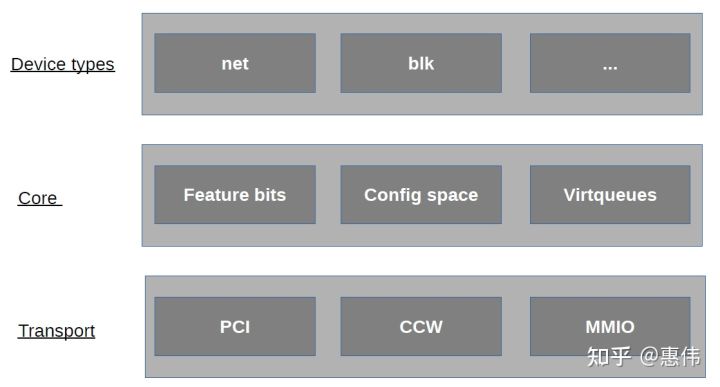 Device types
net
blk
...
Core
Feature bits
Config space
Virtqueues
Transport
PCI
CCW
MMIO
知乎 @惠伟